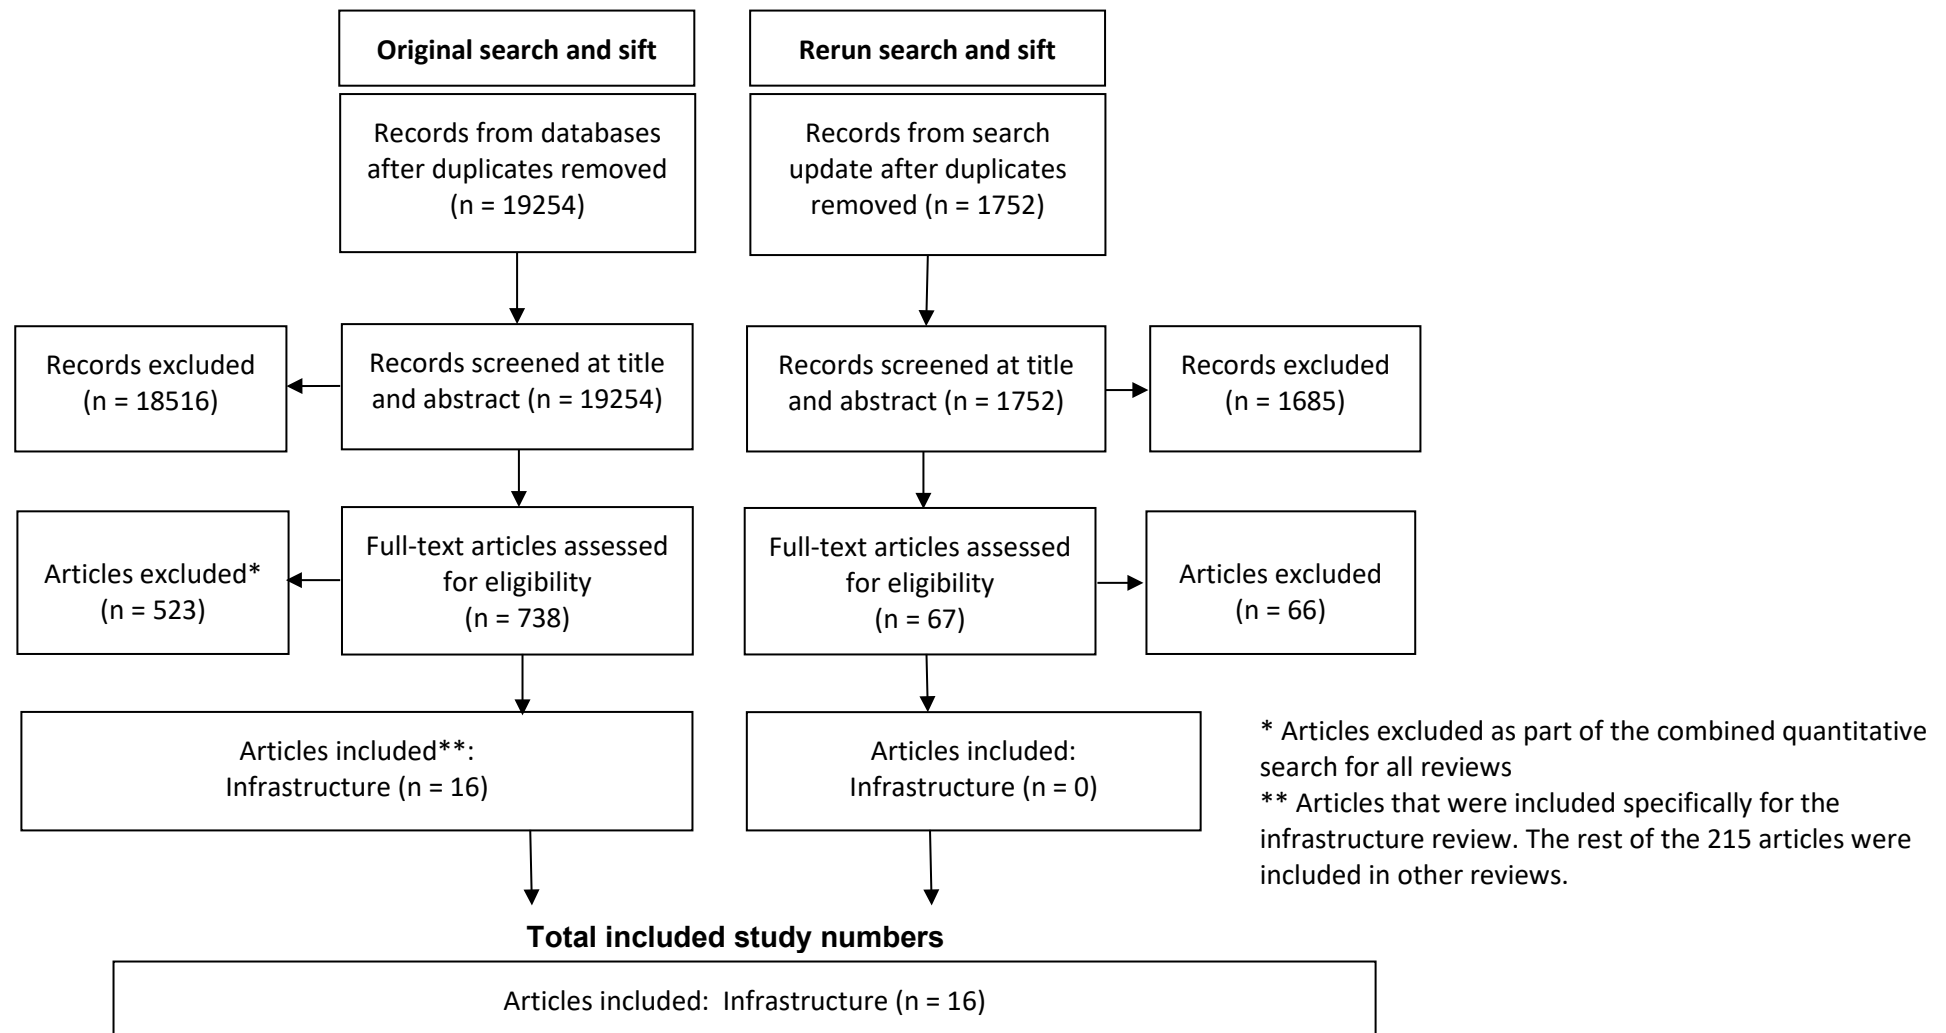 Original search and sift
Rerun search and sift
Records from databases
after duplicates removed
(n = 19254)
Records from search
update after duplicates
removed (n = 1752)
Records excluded
(n = 18516)
Records screened at title
and abstract (n = 19254)
Records screened at title
and abstract (n = 1752)
Records excluded
(n = 1685)
Articles excluded*
(n = 523)
Full-text articles assessed
for eligibility
(n = 738)
Full-text articles assessed
for eligibility
(n = 67)
Articles excluded
(n = 66)
Articles included**:
Infrastructure (n = 16)
Articles included:
Infrastructure (n = 0)
* Articles excluded as part of the combined quantitative
search for all reviews
** Articles that were included specifically for the
infrastructure review. The rest of the 215 articles were
included in other reviews.
Total included study numbers
Articles included:  Infrastructure (n = 16)